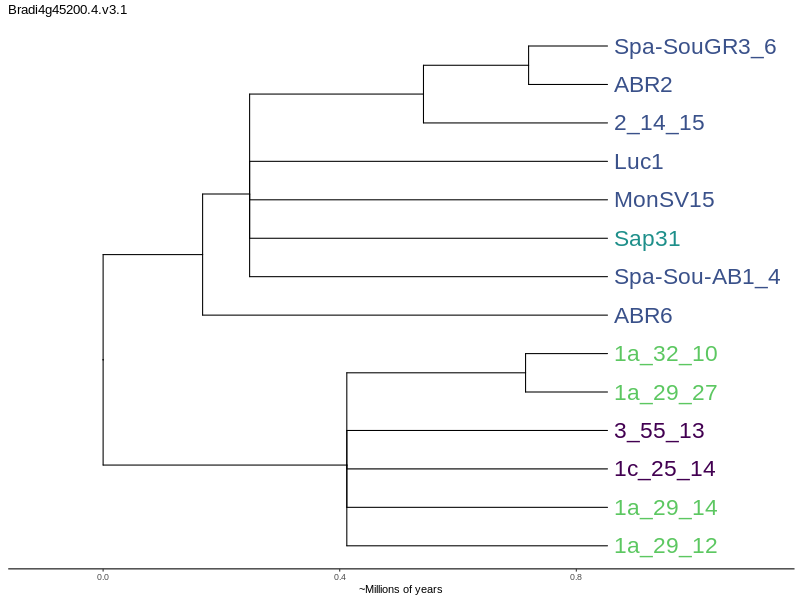 Bradi4g45200.4.v3.1
Spa-SouGR3_6
ABR2
2_14_15
Luc1
MonSV15
Sap31
Spa-Sou-AB1_4
ABR6
1a_32_10
1a_29_27
3_55_13
1c_25_14
1a_29_14
1a_29_12
0.0 0.4 0.8
~Millions of years